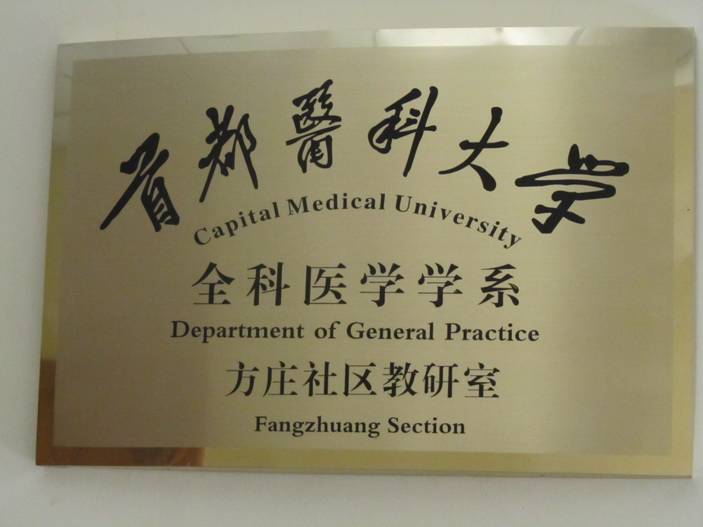 首都醫科大学
Capital Medical University
全科医学学系
Department of General Practice
方庄社区教研室
Fangzhuang Section